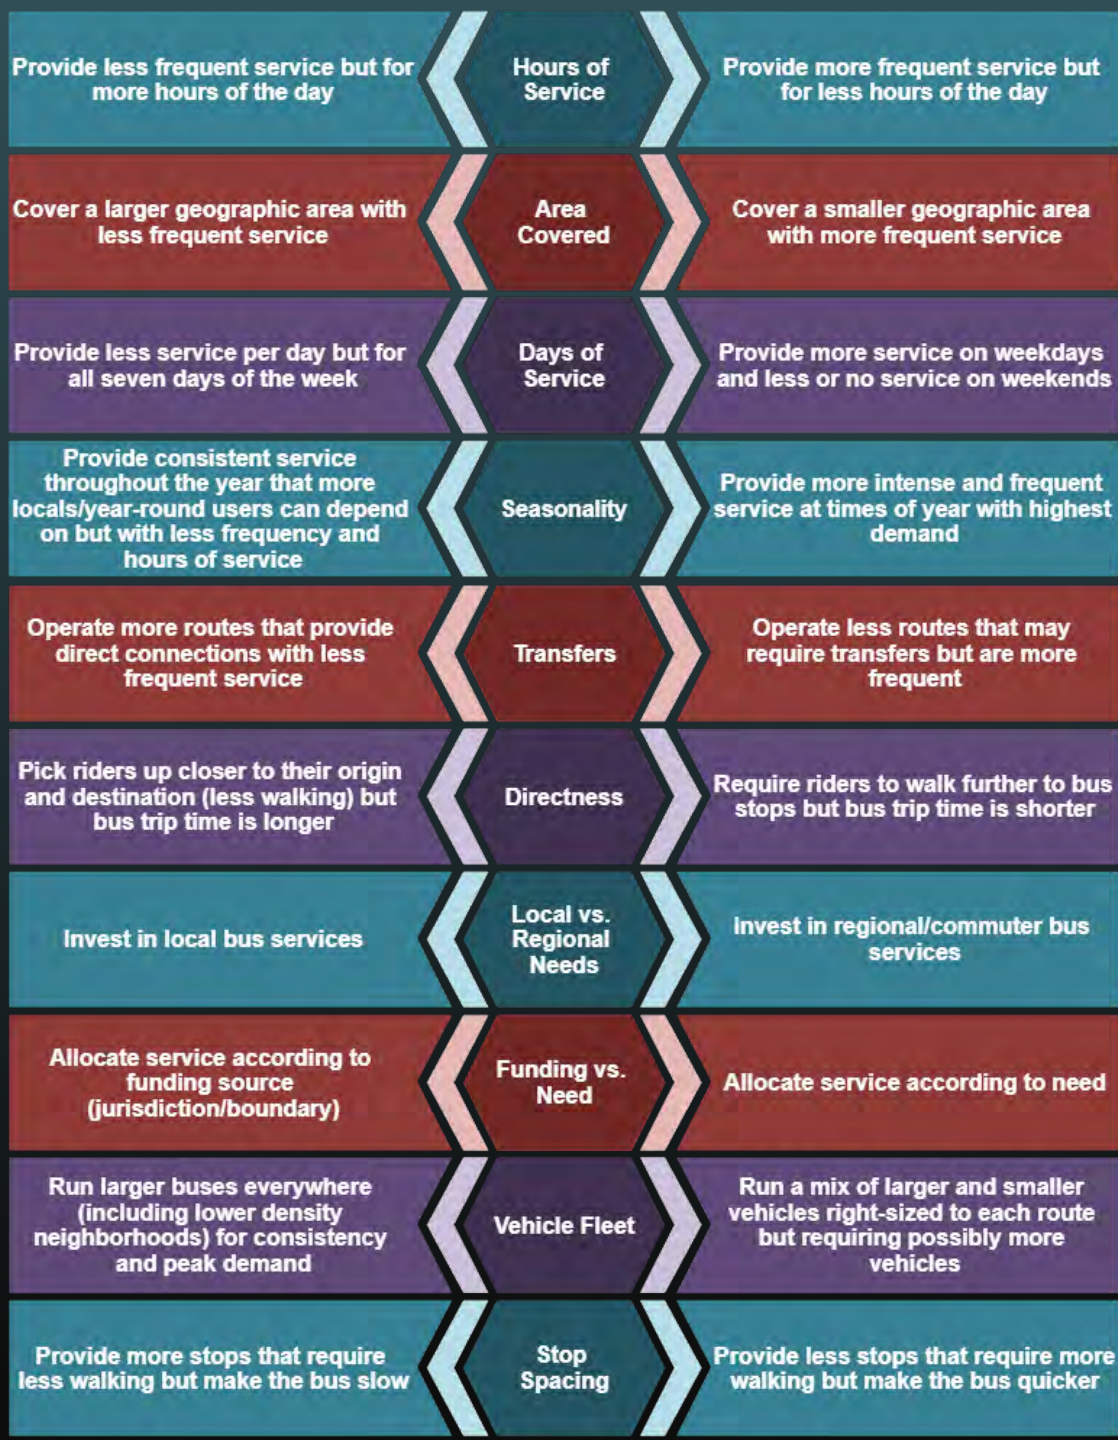 Provide less frequent service but for
more hours of the day
Hours of
Service
Provide more frequent service but
for less hours of the day
Cover a larger geographic area with
less frequent service
Area
Covered
Cover a smaller geographic area
with more frequent service
Provide less service per day but for
all seven days of the week
Days of
Service
Provide more service on weekdays
and less or no service on weekends
Provide consistent service
throughout the year that more
locals/year-round users can depend
on but with less frequency and
hours of service
Seasonality
Provide more intense and frequent
service at times of year with highest
demand
Operate more routes that provide
direct connections with less
frequent service
Transfers
Operate less routes that may
require transfers but are more
frequent
Pick riders up closer to their origin
and destination (less walking) but
bus trip time is longer
Directness
Require riders to walk further to bus
stops but bus trip time is shorter
Invest in local bus services
Local vs.
Regional
Needs
Invest in regional/commuter bus
services
Allocate service according to
funding source
(jurisdiction/boundary)
Funding vs.
Need
Allocate service according to need
Run larger buses everywhere
(including lower density
neighborhoods) for consistency
and peak demand
Vehicle Fleet
Run a mix of larger and smaller
vehicles right-sized to each route
but requiring possibly more
vehicles
Provide more stops that require
less walking but make the bus slow
Stop
Spacing
Provide less stops that require more
walking but make the bus quicker